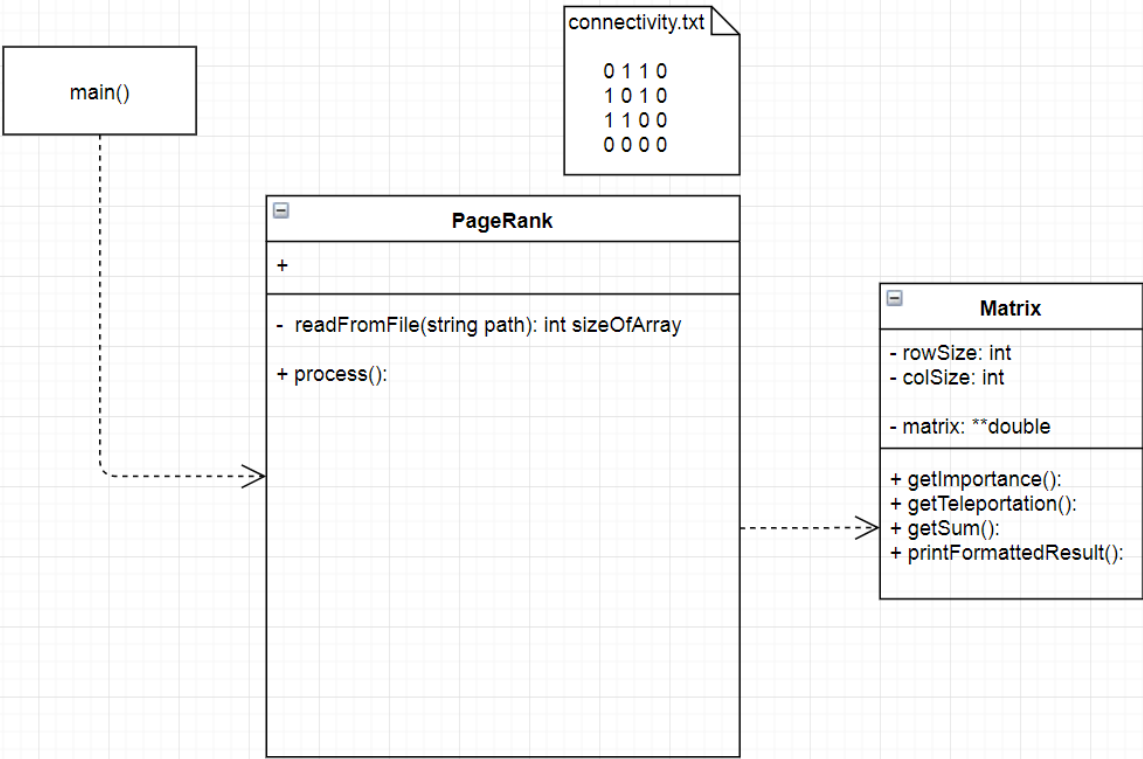 connectivity.txt
0 1 1 0
1 0 1 0
1 1 0 0
0 0 0 0
main()
PageRank
+
- readFromFile(string path): int sizeOfArray
+ process():
Matrix
- rowSize: int
- colSize: int
- matrix: **double
+ getImportance():
+ getTeleportation():
+ getSum():
+ printFormattedResult():